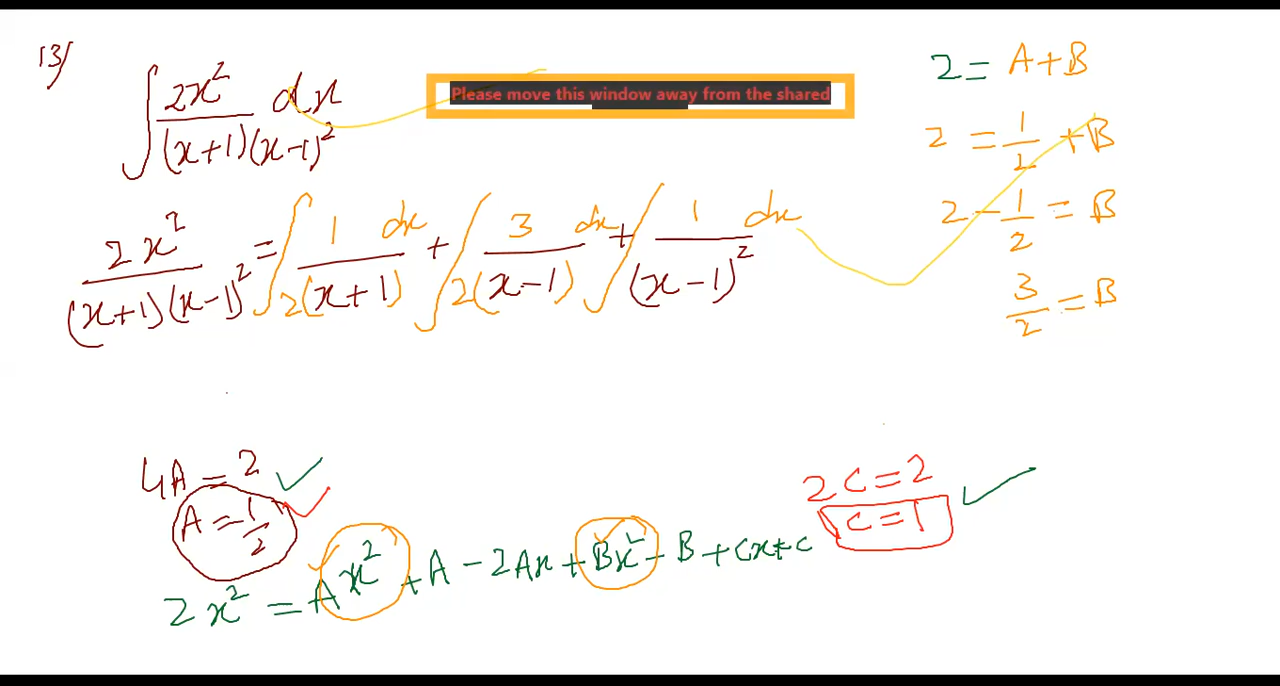 13)
∫ 2x² / (x+1)(x-1)² dx
Please move this window away from the shared
2x² / (x+1)(x-1)² = ∫ 1 / 2(x+1) dx + ∫ 3 / 2(x-1) dx + ∫ 1 / (x-1)² dx
2 = A+B
2 = 1/2 + B
2 - 1/2 = B
3/2 = B
4A = 2
A = 1/2
2C = 2
C = 1
2x² = Ax² + A - 2Ax + Bx² - B + Cx + C